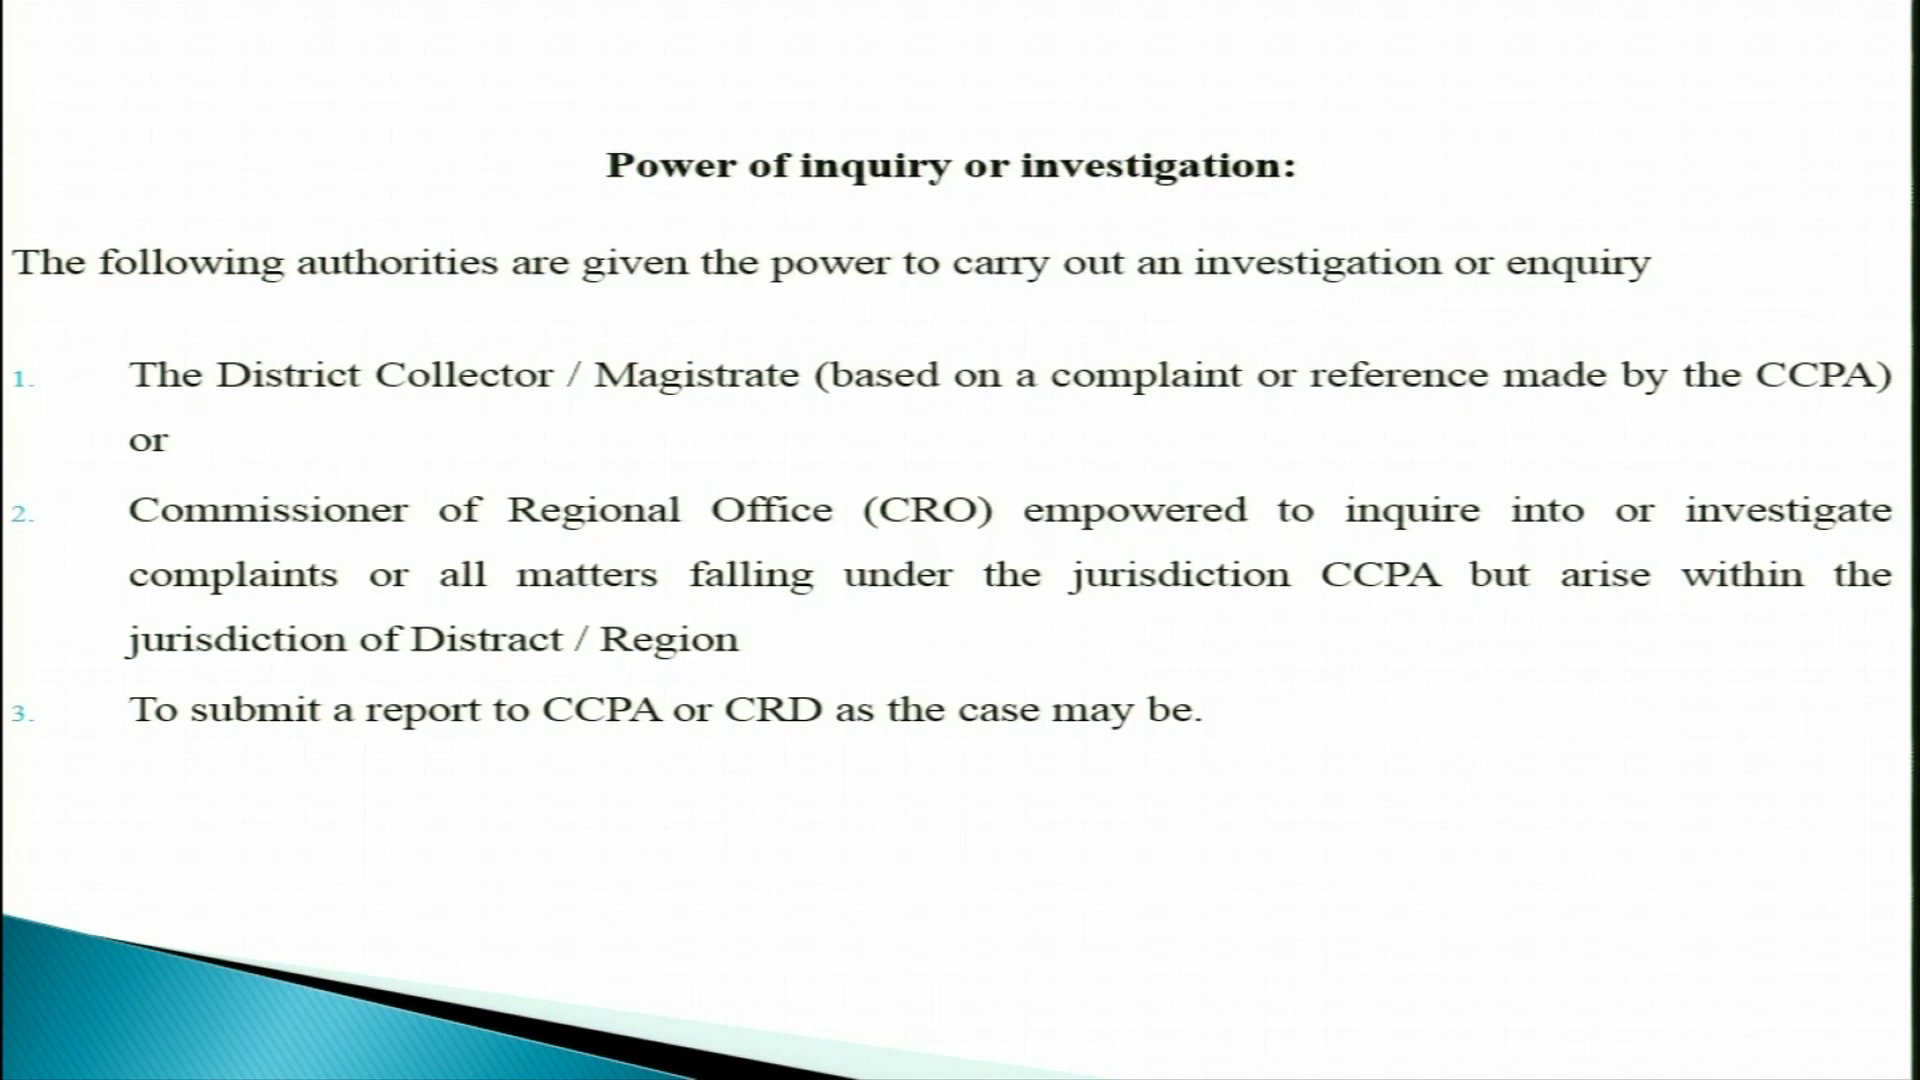 Power of inquiry or investigation:
The following authorities are given the power to carry out an investigation or enquiry
1. The District Collector / Magistrate (based on a complaint or reference made by the CCPA)
or
2. Commissioner of Regional Office (CRO) empowered to inquire into or investigate
complaints or all matters falling under the jurisdiction CCPA but arise within the
jurisdiction of Distract / Region
3. To submit a report to CCPA or CRD as the case may be.